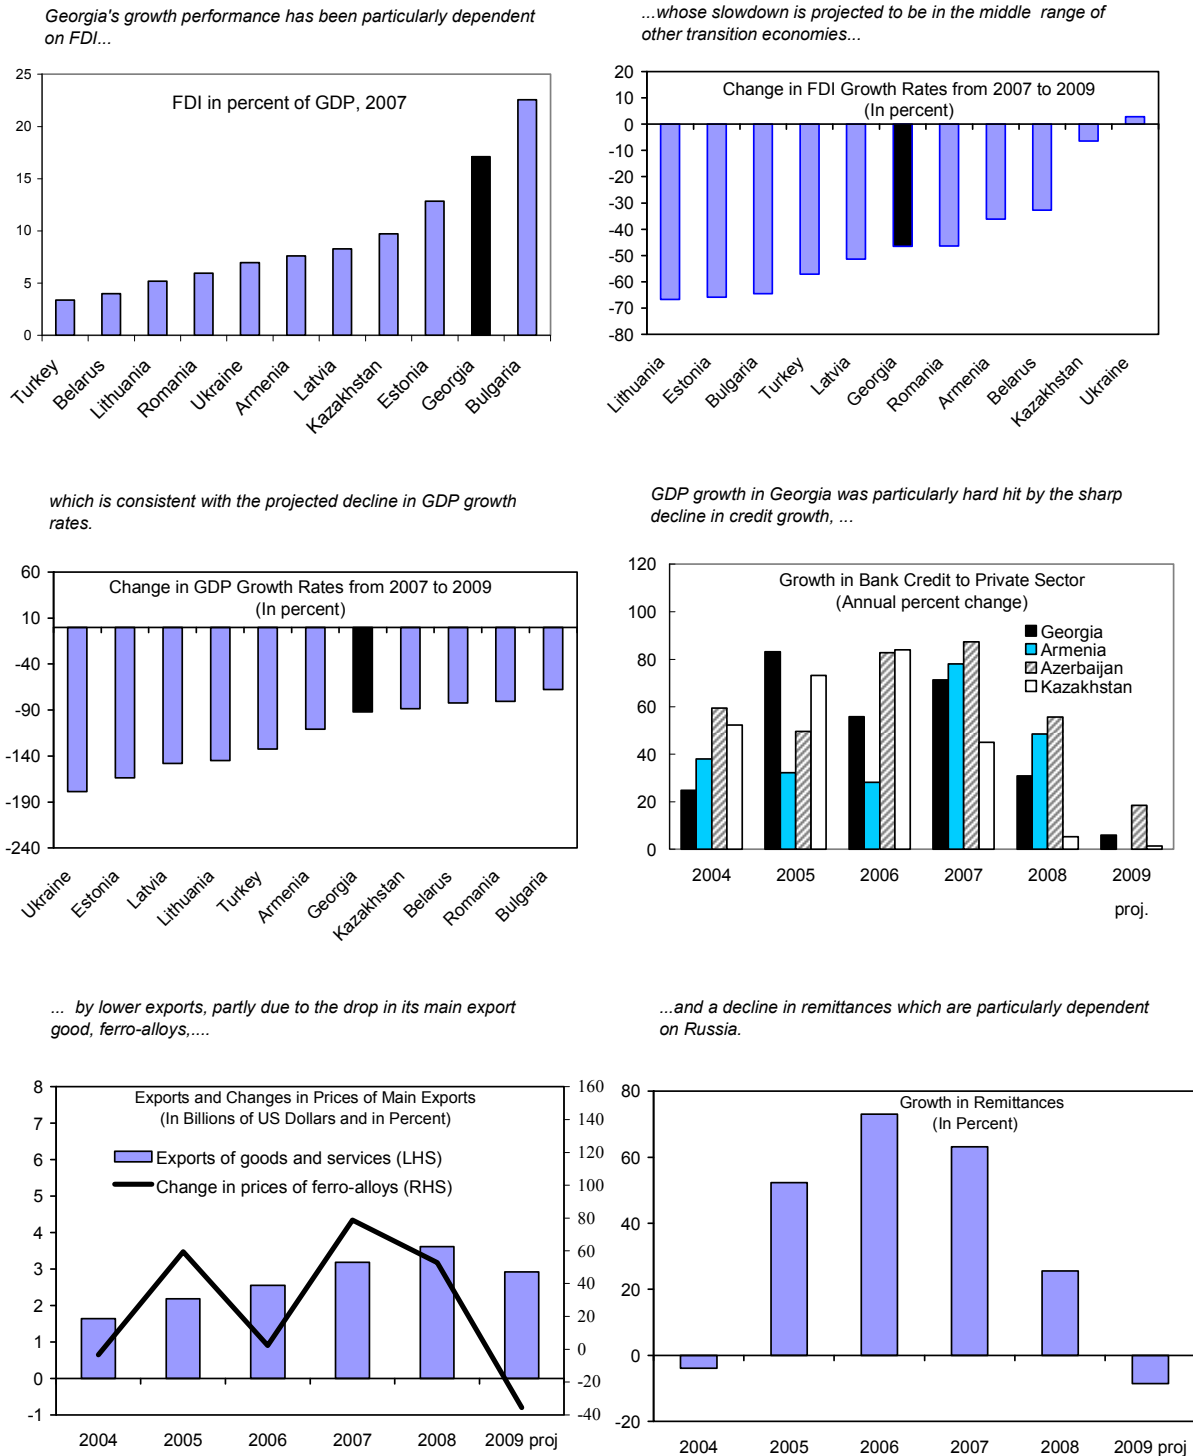 Georgia's growth performance has been particularly dependent
on FDI...
FDI in percent of GDP, 2007
25
20
15
10
5
0
Turkey
Belarus
Lithuania
Romania
Ukraine
Armenia
Latvia
Kazakhstan
Estonia
Georgia
Bulgaria
...whose slowdown is projected to be in the middle range of
other transition economies...
Change in FDI Growth Rates from 2007 to 2009
(In percent)
20
10
0
-10
-20
-30
-40
-50
-60
-70
-80
Lithuania
Estonia
Bulgaria
Turkey
Latvia
Georgia
Romania
Armenia
Belarus
Kazakhstan
Ukraine
which is consistent with the projected decline in GDP growth
rates.
Change in GDP Growth Rates from 2007 to 2009
(In percent)
60
10
-40
-90
-140
-190
-240
Ukraine
Estonia
Latvia
Lithuania
Turkey
Armenia
Georgia
Kazakhstan
Belarus
Romania
Bulgaria
GDP growth in Georgia was particularly hard hit by the sharp
decline in credit growth, ...
Growth in Bank Credit to Private Sector
(Annual percent change)
Georgia
Armenia
Azerbaijan
Kazakhstan
120
100
80
60
40
20
0
2004 2005 2006 2007 2008 2009
proj.
... by lower exports, partly due to the drop in its main export
good, ferro-alloys,....
Exports and Changes in Prices of Main Exports
(In Billions of US Dollars and in Percent)
Exports of goods and services (LHS)
Change in prices of ferro-alloys (RHS)
8
7
6
5
4
3
2
1
0
-1
160
140
120
100
80
60
40
20
0
-20
-40
2004 2005 2006 2007 2008 2009 proj
...and a decline in remittances which are particularly dependent
on Russia.
Growth in Remittances
(In Percent)
80
60
40
20
0
-20
2004 2005 2006 2007 2008 2009 proj